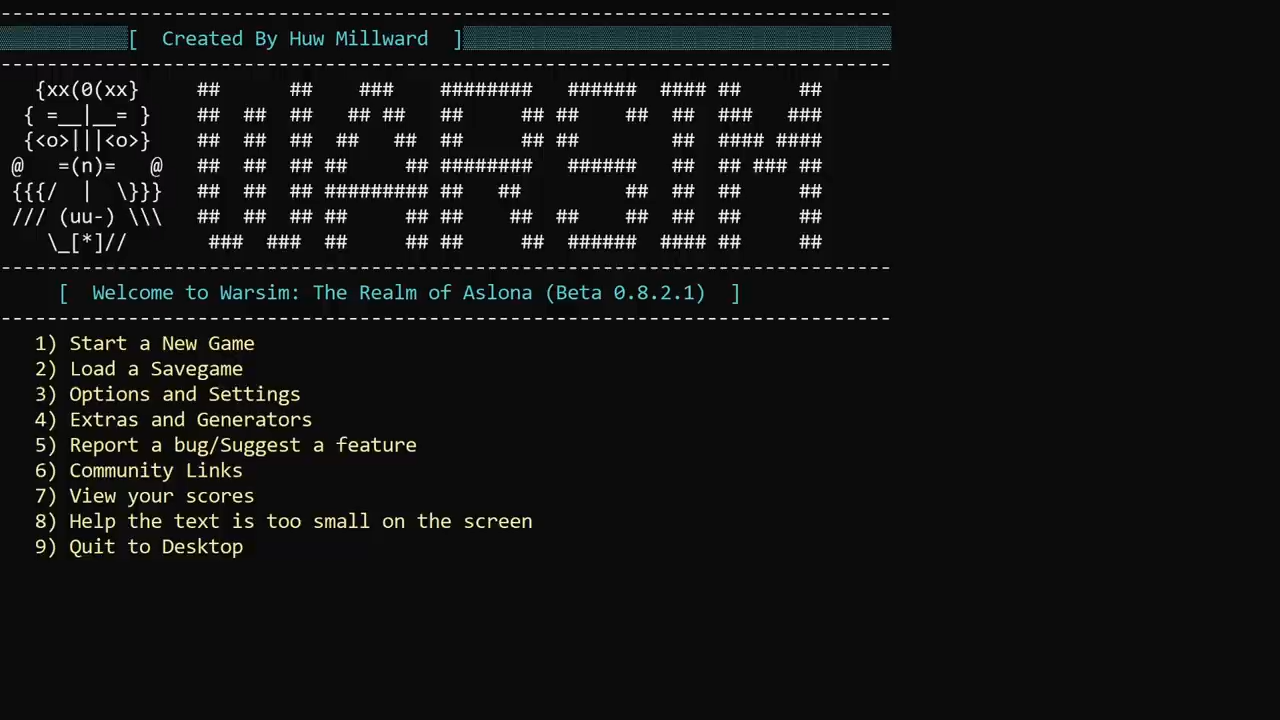 [  Created By Huw Millward  ]
WARSIM
[  Welcome to Warsim: The Realm of Aslona (Beta 0.8.2.1)  ]
1) Start a New Game
2) Load a Savegame
3) Options and Settings
4) Extras and Generators
5) Report a bug/Suggest a feature
6) Community Links
7) View your scores
8) Help the text is too small on the screen
9) Quit to Desktop